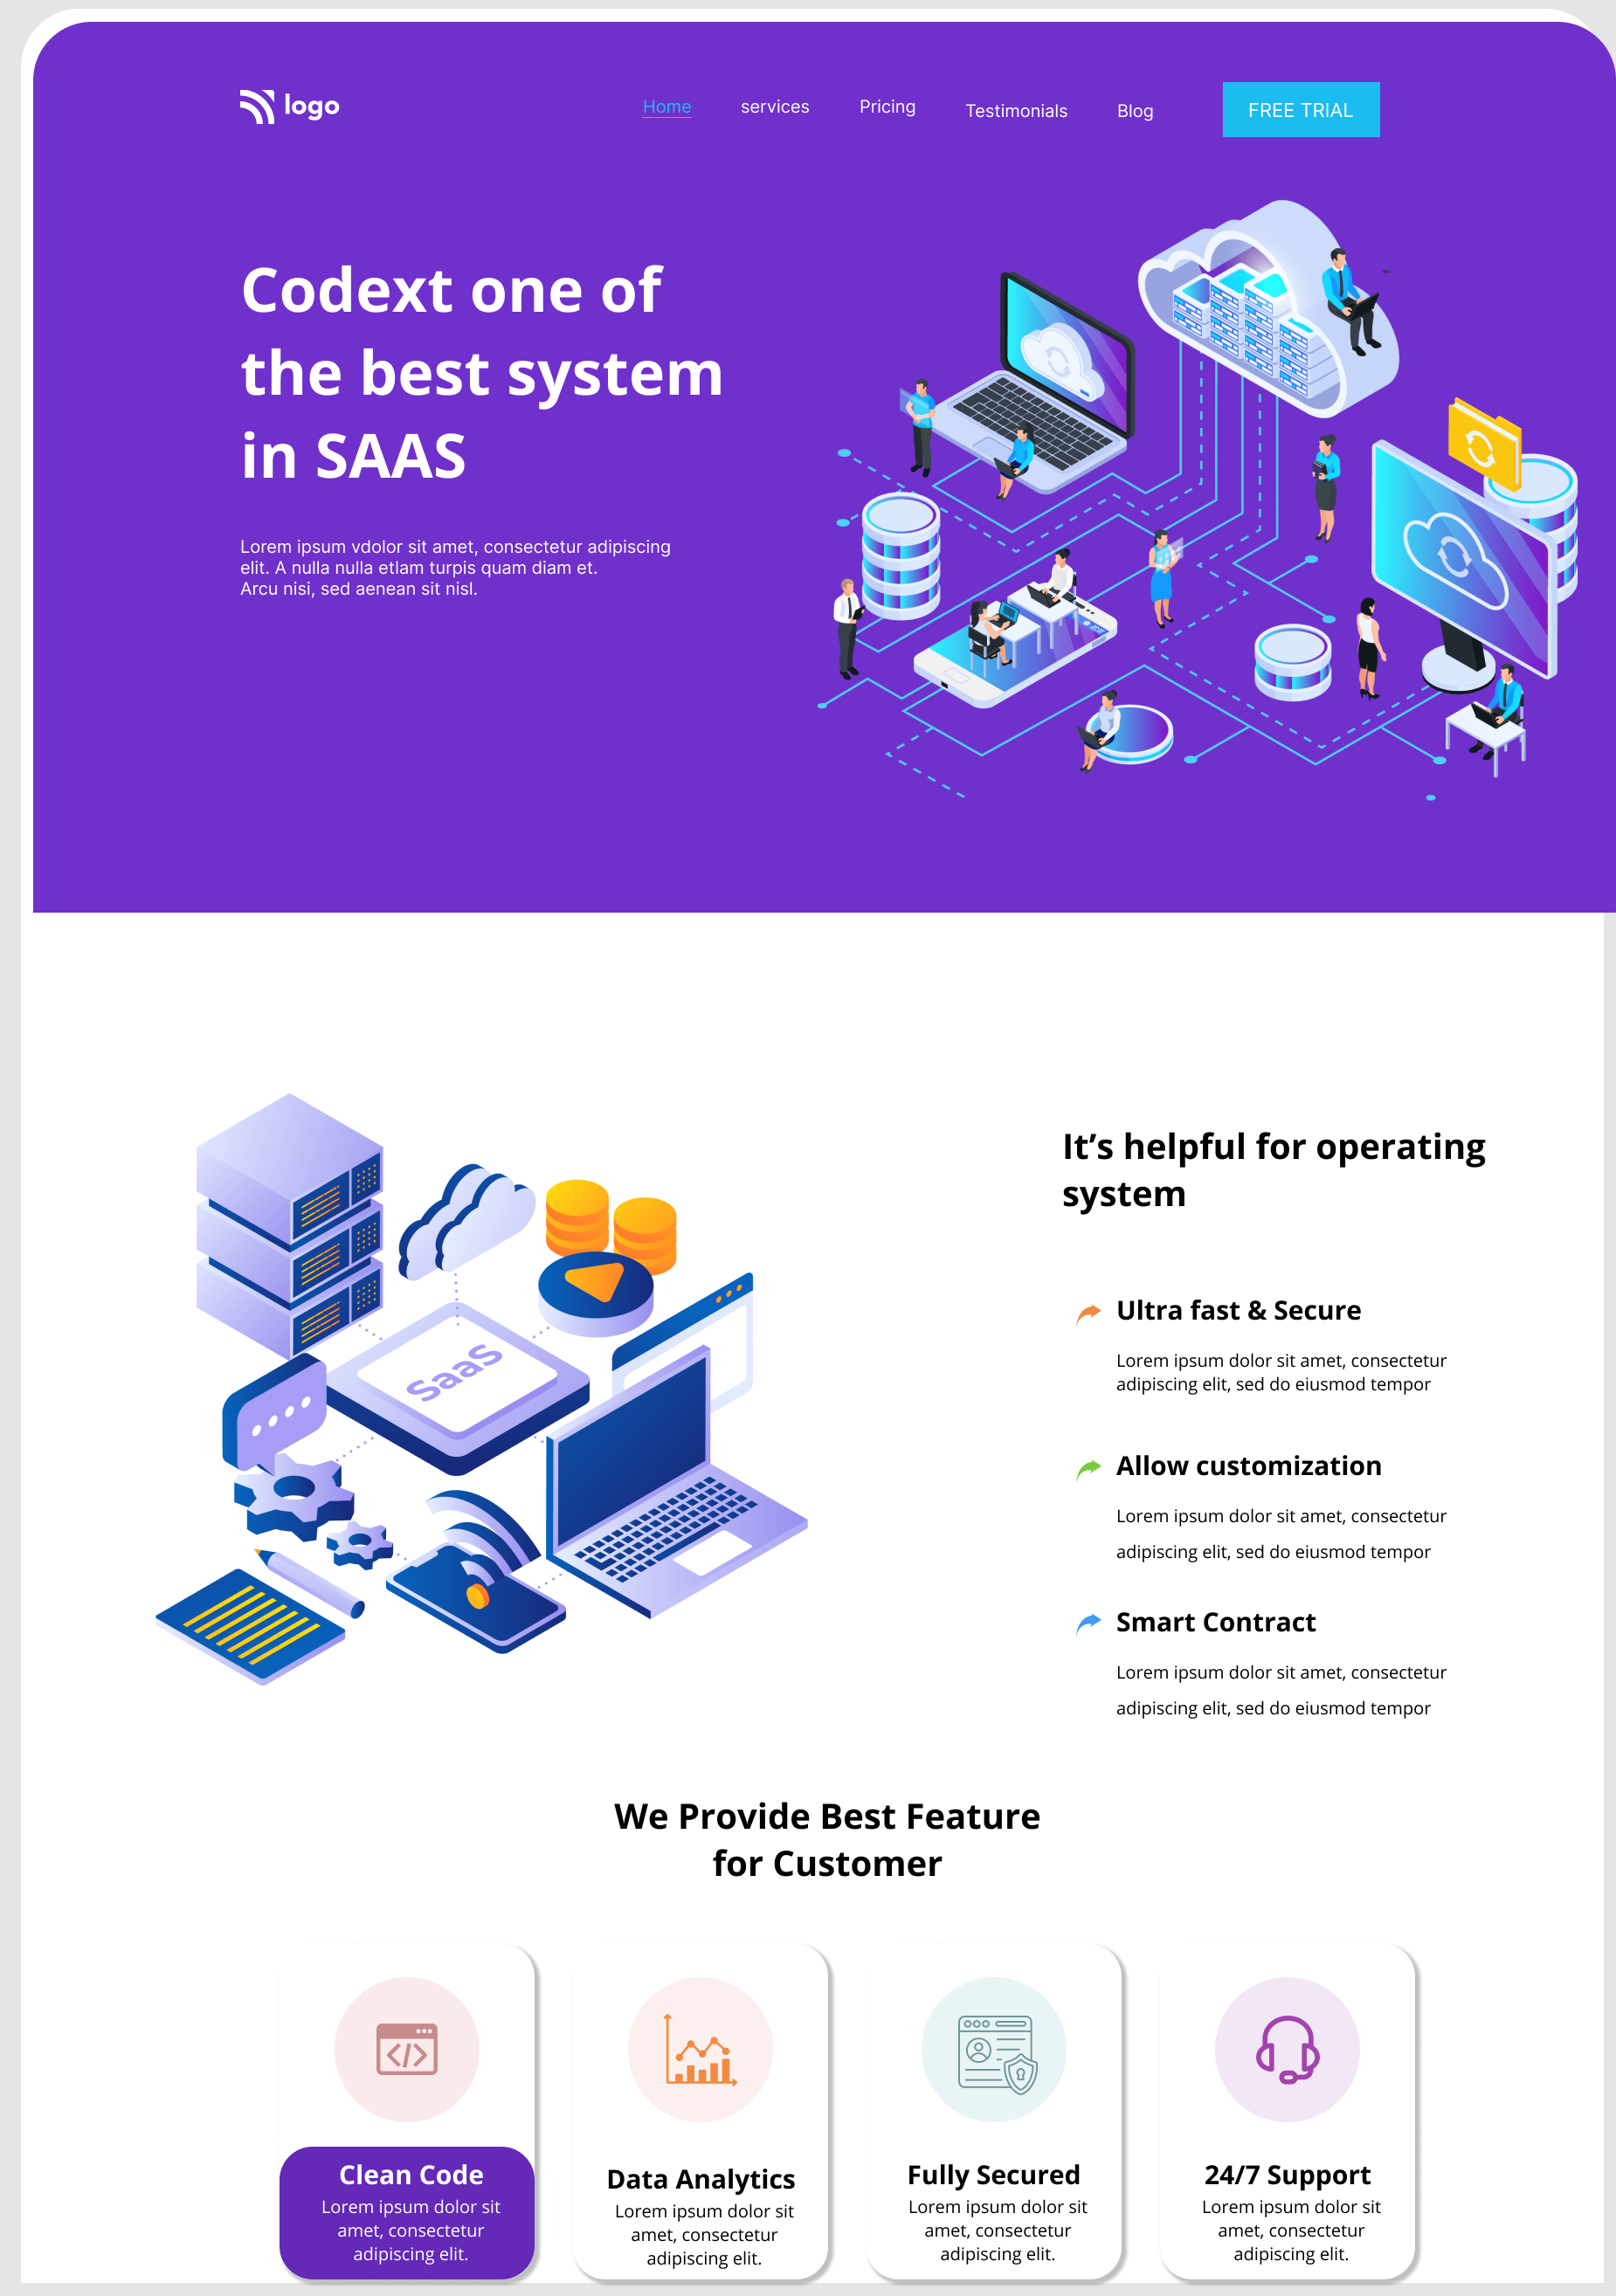 logo
Home services Pricing Testimonials Blog FREE TRIAL
Codext one of
the best system
in SAAS
Lorem ipsum vdolor sit amet, consectetur adipiscing
elit. A nulla nulla etlam turpis quam diam et.
Arcu nisi, sed aenean sit nisl.
SaaS
It’s helpful for operating
system
Ultra fast & Secure
Lorem ipsum dolor sit amet, consectetur
adipiscing elit, sed do eiusmod tempor
Allow customization
Lorem ipsum dolor sit amet, consectetur
adipiscing elit, sed do eiusmod tempor
Smart Contract
Lorem ipsum dolor sit amet, consectetur
adipiscing elit, sed do eiusmod tempor
We Provide Best Feature
for Customer
Clean Code
Lorem ipsum dolor sit
amet, consectetur
adipiscing elit.
Data Analytics
Lorem ipsum dolor sit
amet, consectetur
adipiscing elit.
Fully Secured
Lorem ipsum dolor sit
amet, consectetur
adipiscing elit.
24/7 Support
Lorem ipsum dolor sit
amet, consectetur
adipiscing elit.